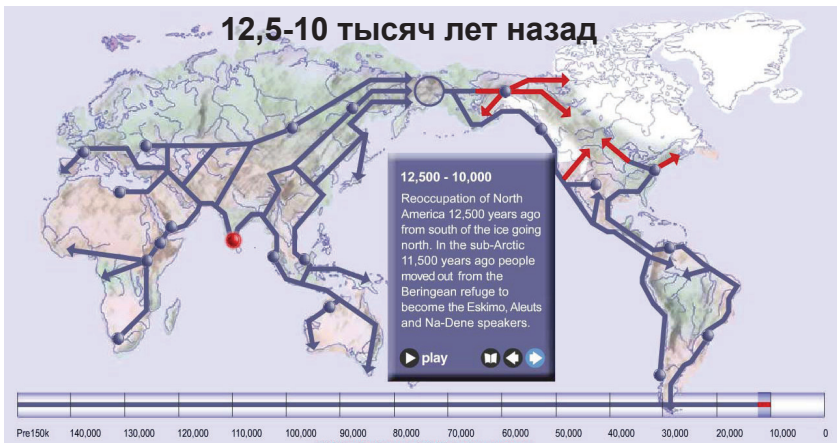 12,5-10 тысяч лет назад
12,500 - 10,000
Reoccupation of North
America 12,500 years ago
from south of the ice going
north. In the sub-Arctic
11,500 years ago people
moved out from the
Beringean refuge to
become the Eskimo, Aleuts
and Na-Dene speakers.
play
Pre150k 140,000 130,000 120,000 110,000 100,000 90,000 80,000 70,000 60,000 50,000 40,000 30,000 20,000 10,000 0